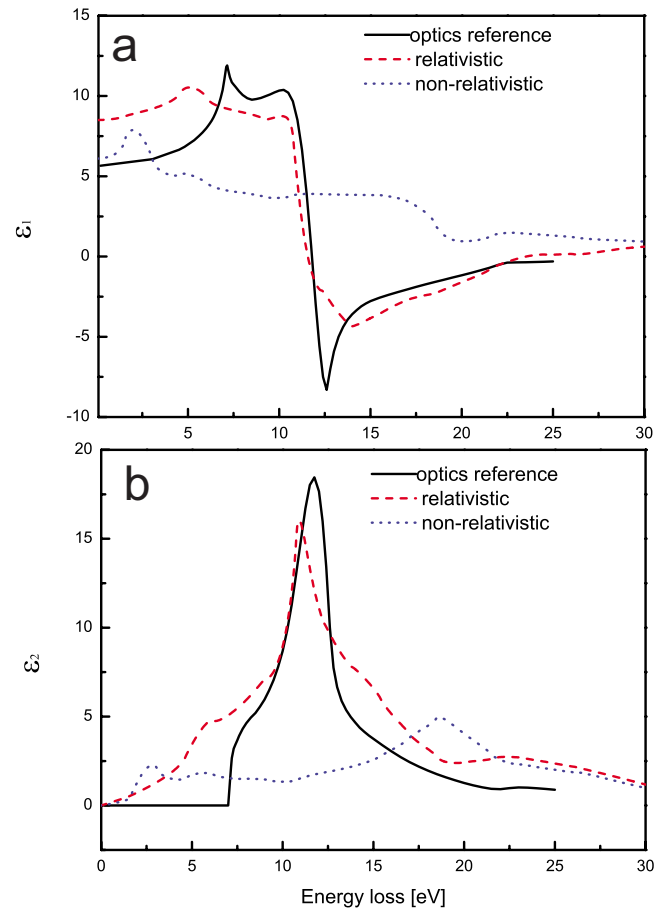 a
optics reference
relativistic
non-relativistic
15
10
5
0
-5
-10
ε1
5
10
15
20
25
30
b
optics reference
relativistic
non-relativistic
20
15
10
5
0
ε2
0
5
10
15
20
25
30
Energy loss [eV]